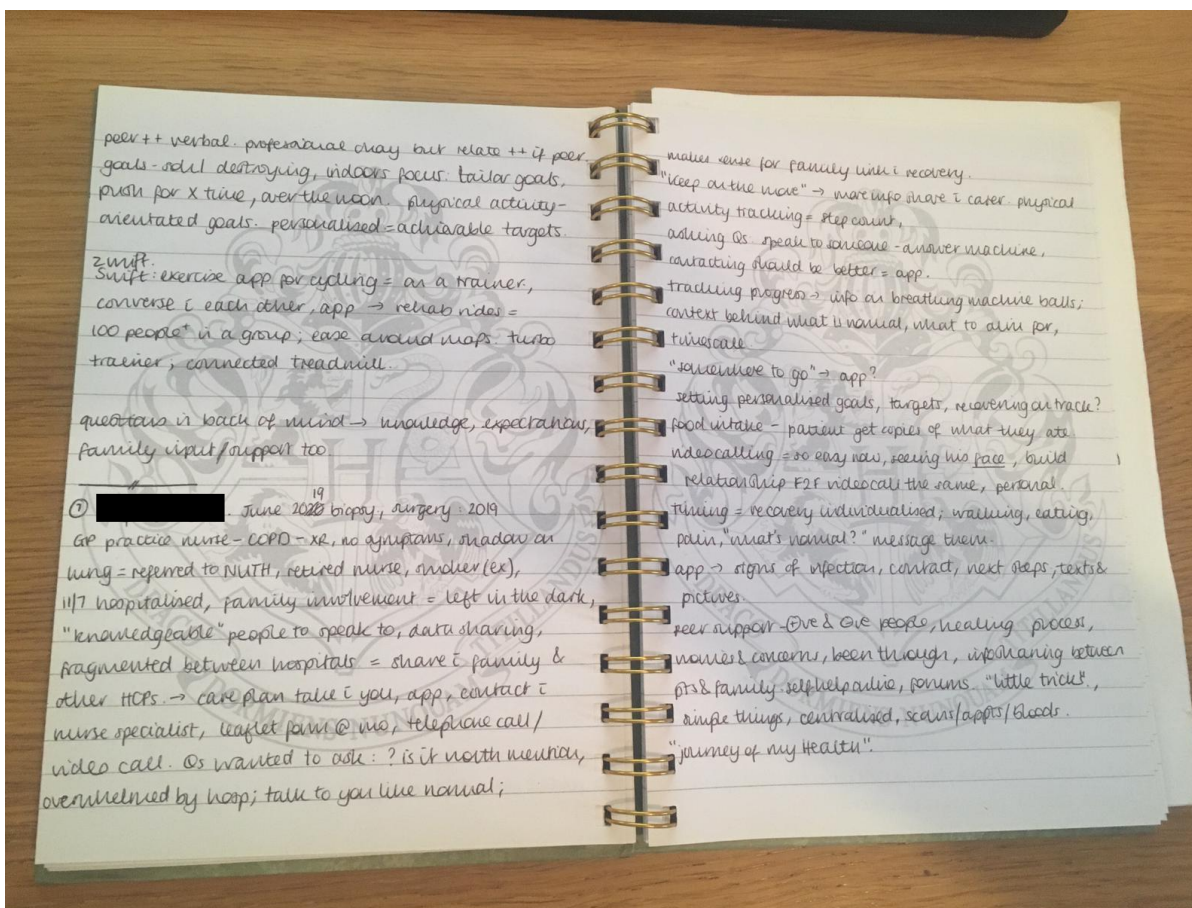 peer ++ verbal. professional okay but relate ++ if peer.
goals - soul destroying, indoors focus. tailor goals,
push for X time, over the moon. physical activity-
orientated goals. personalised = achievable targets.
Zwift.
Swift: exercise app for cycling = on a trainer,
converse c̄ each other, app → rehab rides =
100 people+ in a group; ease around maps. turbo
trainer; connected treadmill.
questions in back of mind → knowledge, expectations,
family input/support too.
⑦ June 2019 biopsy, surgery: 2019
GP practice nurse - COPD - XR, no symptoms, shadow on
lung = referred to NUTH, retired nurse, smoker (ex),
11/7 hospitalised, family involvement = left in the dark,
"knowledgeable" people to speak to, data sharing,
fragmented between hospitals = share c̄ family &
other HCPs. → care plan take c̄ you, app, contact c̄
nurse specialist, leaflet form @ mo, telephone call/
video call. Qs wanted to ask: ? is it worth mention,
overwhelmed by hosp; talk to you like normal;
makes sense for family link c̄ recovery.
"keep on the move" → more info share c̄ carer. physical
activity tracking = step count,
asking Qs. speak to someone - answer machine,
contacting should be better = app.
tracking progress → info on breathing machine balls;
context behind what is normal, what to aim for,
timescale.
"somewhere to go" → app?
setting personalised goals, targets, recovering on track?
food intake - patient get copies of what they ate
videocalling = so easy now, seeing his face, build
relationship F2F videocall the same, personal.
timing = recovery individualised; walking, eating,
pain, "what's normal?" message them.
app → signs of infection, contact, next steps, texts &
pictures.
peer support - ⊕ve & ⊖ve people, healing process,
worries & concerns, been through, infosharing between
pts & family. selfhelp online, forums. "little tricks",
simple things, centralised, scans/appts/bloods.
"journey of my Health".